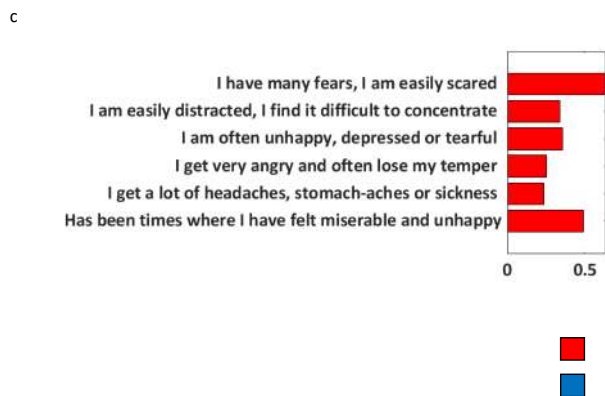 c
I have many fears, I am easily scared
I am easily distracted, I find it difficult to concentrate
I am often unhappy, depressed or tearful
I get very angry and often lose my temper
I get a lot of headaches, stomach-aches or sickness
Has been times where I have felt miserable and unhappy
0 0.5